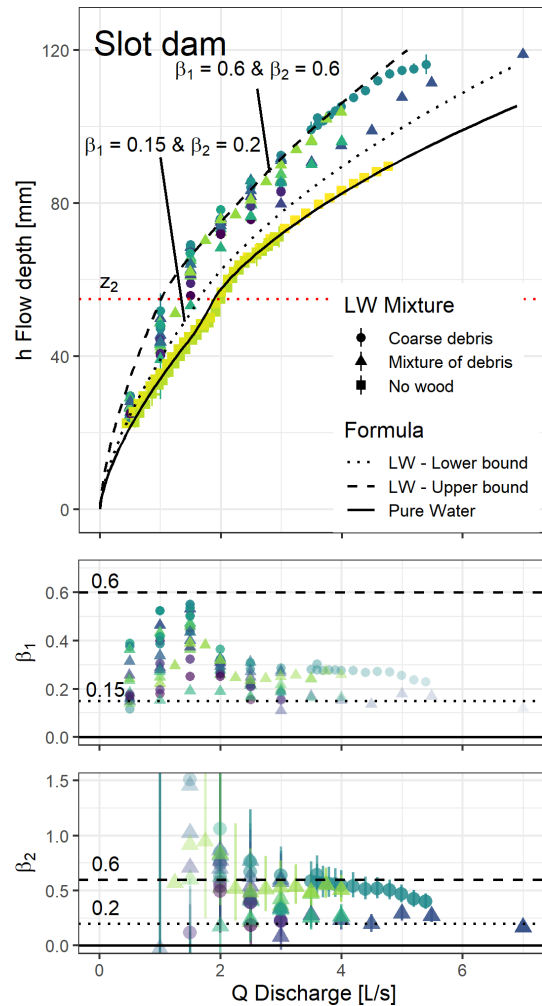 Slot dam
β1 = 0.6 & β2 = 0.6
β1 = 0.15 & β2 = 0.2
z2
h Flow depth [mm]
120
80
40
0
LW Mixture
Coarse debris
Mixture of debris
No wood
Formula
LW - Lower bound
LW - Upper bound
Pure Water
β1
0.6
0.4
0.2
0.0
0.6
0.15
β2
1.5
1.0
0.5
0.0
0.6
0.2
0
2
4
6
Q Discharge [L/s]